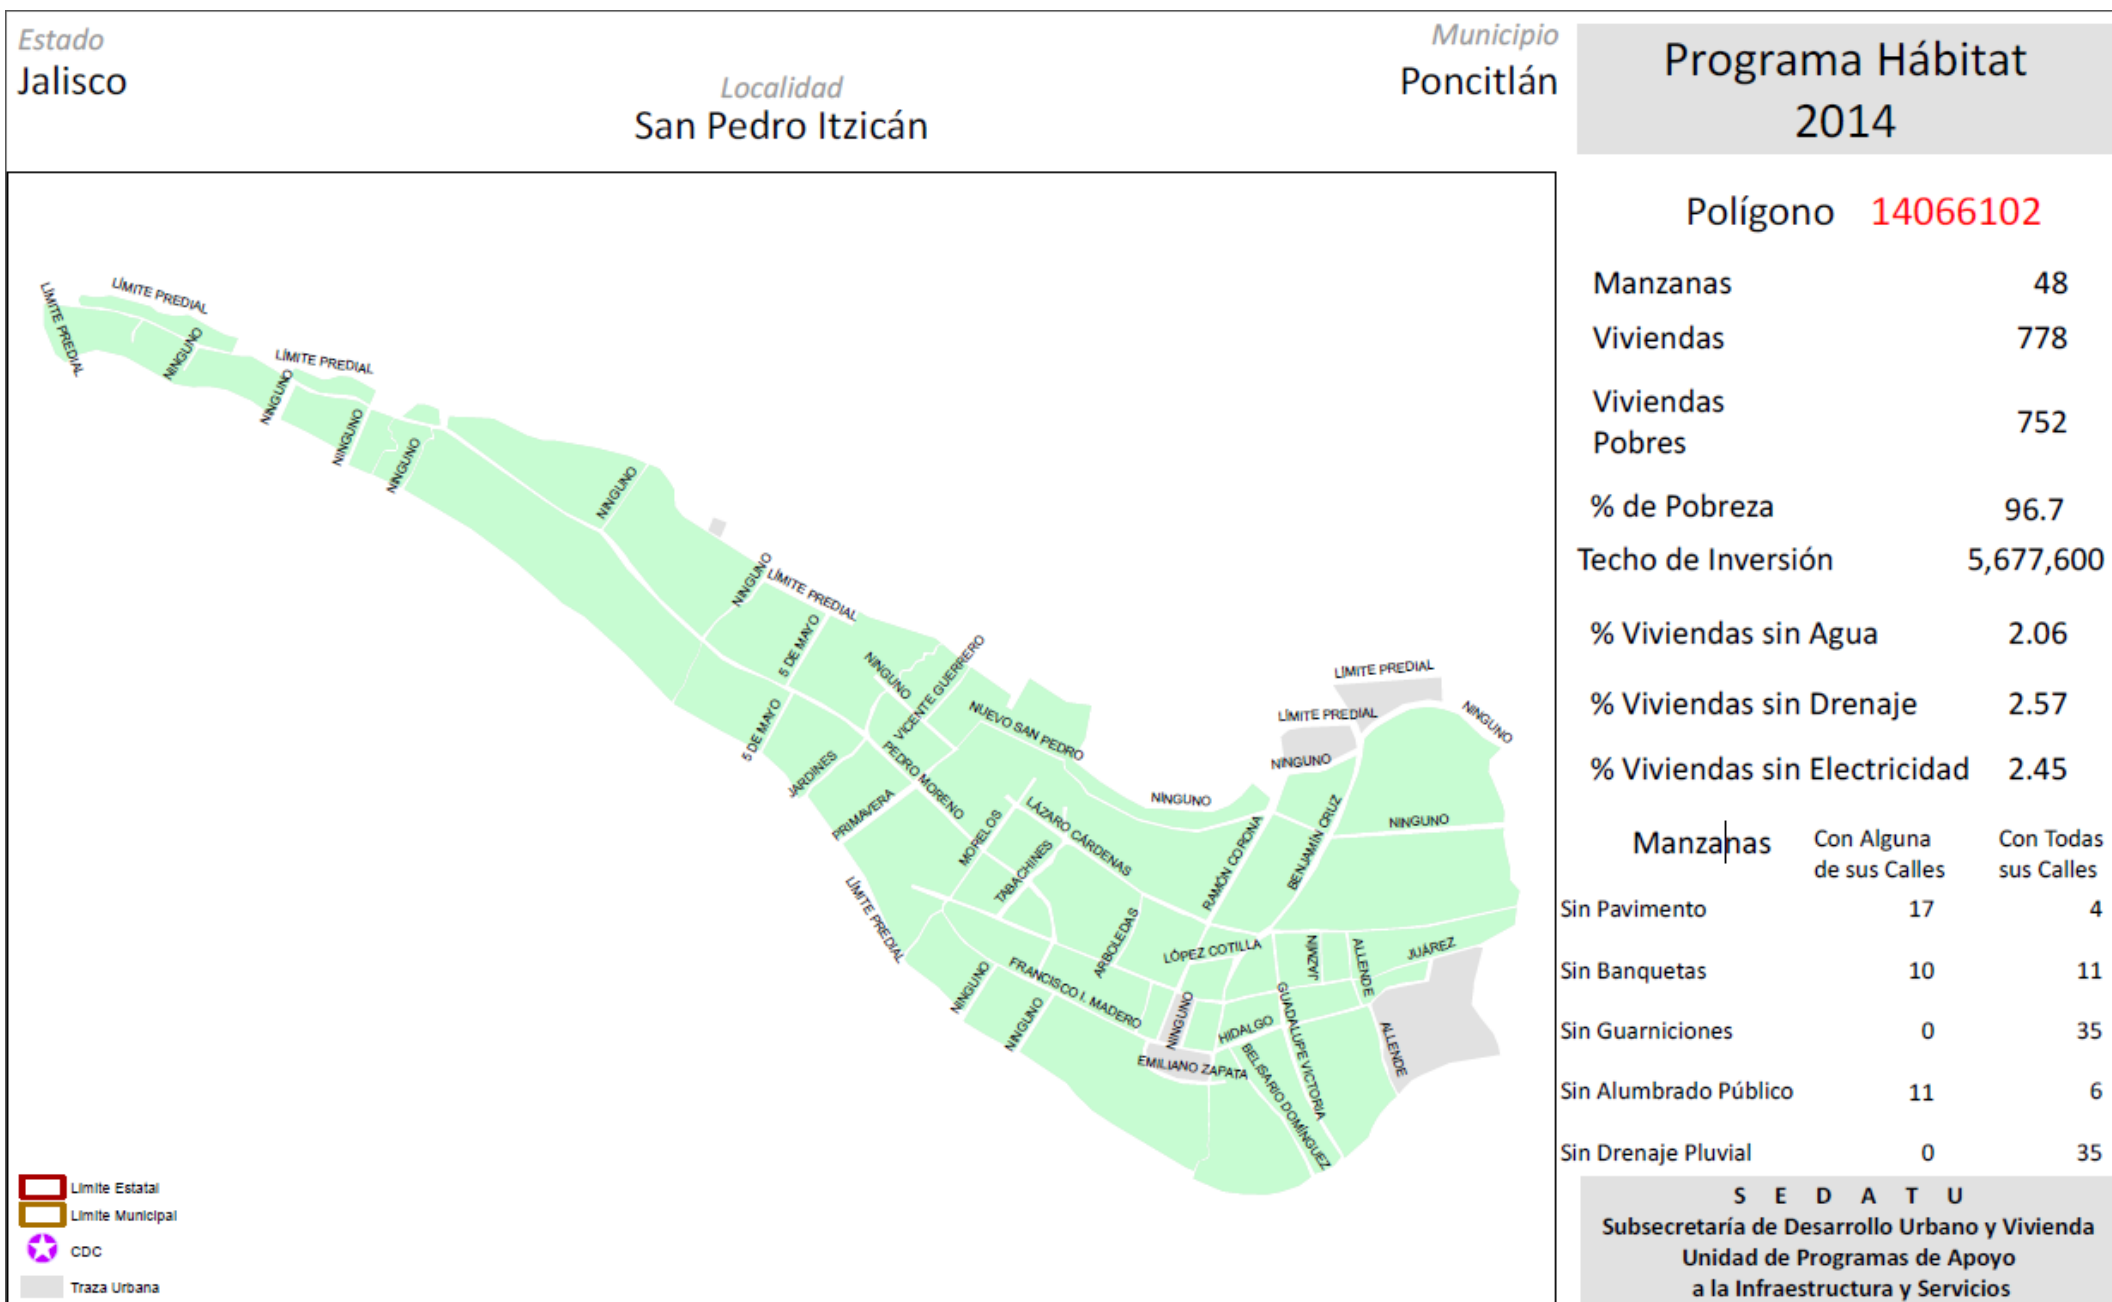 Estado
Jalisco
Localidad
San Pedro Itzicán
Municipio
Poncitlán
Programa Hábitat
2014
LÍMITE PREDIAL
LÍMITE PREDIAL
NINGUNO
LÍMITE PREDIAL
NINGUNO
NINGUNO
NINGUNO
NINGUNO
NINGUNO
LÍMITE PREDIAL
5 DE MAYO
NINGUNO
VICENTE GUERRERO
5 DE MAYO
NUEVO SAN PEDRO
JARDINES
PEDRO MORENO
PRIMAVERA
MORELOS
LÁZARO CÁRDENAS
TABACHINES
NINGUNO
LÍMITE PREDIAL
LÍMITE PREDIAL
NINGUNO
NINGUNO
RAMÓN CORONA
BENJAMÍN CRUZ
NINGUNO
LÍMITE PREDIAL
ARBOLEDAS
LÓPEZ COTILLA
JAZMIN
ALLENDE
JUÁREZ
FRANCISCO I. MADERO
NINGUNO
NINGUNO
NINGUNO
HIDALGO
GUADALUPE VICTORIA
ALLENDE
EMILIANO ZAPATA
BELISARIO DOMÍNGUEZ
Límite Estatal
Límite Municipal
CDC
Traza Urbana
Polígono 14066102
Manzanas 48
Viviendas 778
Viviendas
Pobres 752
% de Pobreza 96.7
Techo de Inversión 5,677,600
% Viviendas sin Agua 2.06
% Viviendas sin Drenaje 2.57
% Viviendas sin Electricidad 2.45
Manzanas Con Alguna de sus Calles Con Todas sus Calles
Sin Pavimento 17 4
Sin Banquetas 10 11
Sin Guarniciones 0 35
Sin Alumbrado Público 11 6
Sin Drenaje Pluvial 0 35
S E D A T U
Subsecretaría de Desarrollo Urbano y Vivienda
Unidad de Programas de Apoyo
a la Infraestructura y Servicios